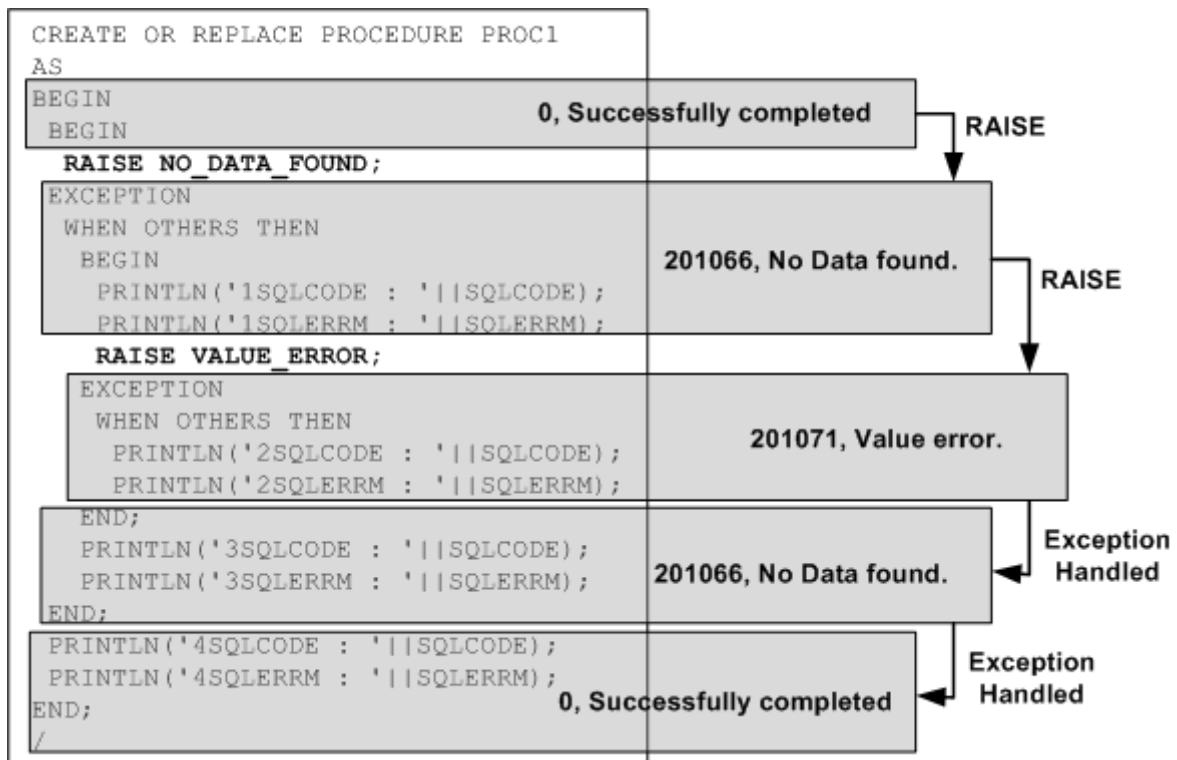 CREATE OR REPLACE PROCEDURE PROC1
AS
BEGIN
0, Successfully completed
BEGIN
RAISE
RAISE NO_DATA_FOUND;
EXCEPTION
WHEN OTHERS THEN
BEGIN
201066, No Data found.
PRINTLN('1SQLCODE : '||SQLCODE);
RAISE
PRINTLN('1SQLERRM : '||SQLERRM);
RAISE VALUE_ERROR;
EXCEPTION
WHEN OTHERS THEN
201071, Value error.
PRINTLN('2SQLCODE : '||SQLCODE);
PRINTLN('2SQLERRM : '||SQLERRM);
END;
PRINTLN('3SQLCODE : '||SQLCODE);
Exception
Handled
PRINTLN('3SQLERRM : '||SQLERRM);
201066, No Data found.
END;
PRINTLN('4SQLCODE : '||SQLCODE);
PRINTLN('4SQLERRM : '||SQLERRM);
Exception
Handled
END;
0, Successfully completed
/